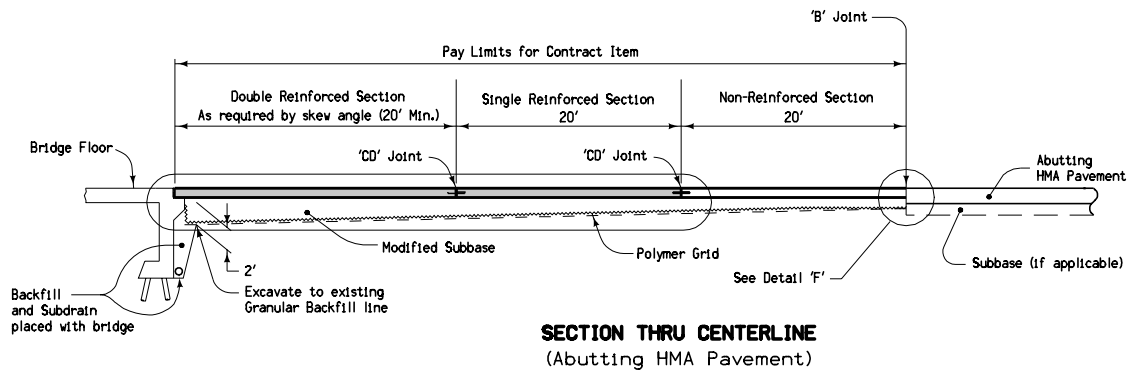 'B' Joint
Pay Limits for Contract Item
Double Reinforced Section
As required by skew angle (20' Min.)
Single Reinforced Section
20'
Non-Reinforced Section
20'
Bridge Floor
'CD' Joint
'CD' Joint
Abutting
HMA Pavement
Modified Subbase
Polymer Grid
2'
See Detail 'F'
Subbase (if applicable)
Backfill
and Subdrain
placed with bridge
Excavate to existing
Granular Backfill line
SECTION THRU CENTERLINE
(Abutting HMA Pavement)